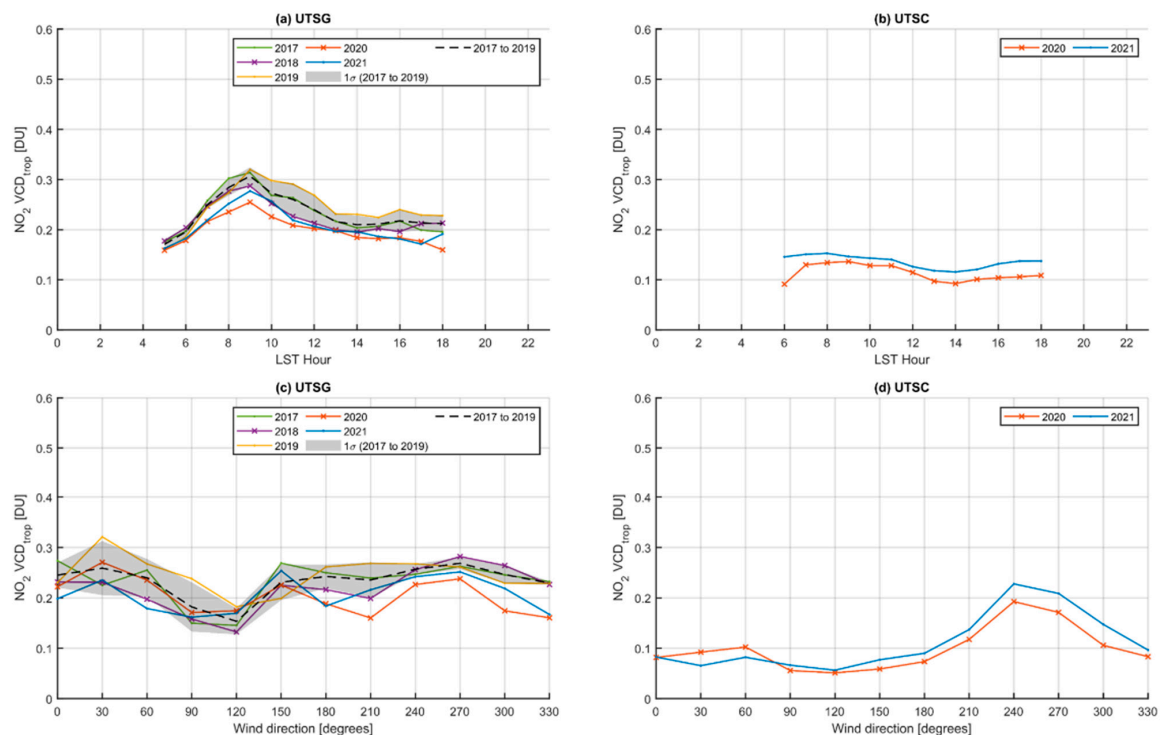 (a) UTSG
0.6
0.5
0.4
0.3
0.2
0.1
0
NO2 VCDtrop [DU]
2017
2020
2017 to 2019
2018
2021
2019
1σ (2017 to 2019)
0 2 4 6 8 10 12 14 16 18 20 22
LST Hour
(b) UTSC
0.6
0.5
0.4
0.3
0.2
0.1
0
NO2 VCDtrop [DU]
2020
2021
0 2 4 6 8 10 12 14 16 18 20 22
LST Hour
(c) UTSG
0.6
0.5
0.4
0.3
0.2
0.1
0
NO2 VCDtrop [DU]
2017
2020
2017 to 2019
2018
2021
2019
1σ (2017 to 2019)
0 30 60 90 120 150 180 210 240 270 300 330
Wind direction [degrees]
(d) UTSC
0.6
0.5
0.4
0.3
0.2
0.1
0
NO2 VCDtrop [DU]
2020
2021
0 30 60 90 120 150 180 210 240 270 300 330
Wind direction [degrees]